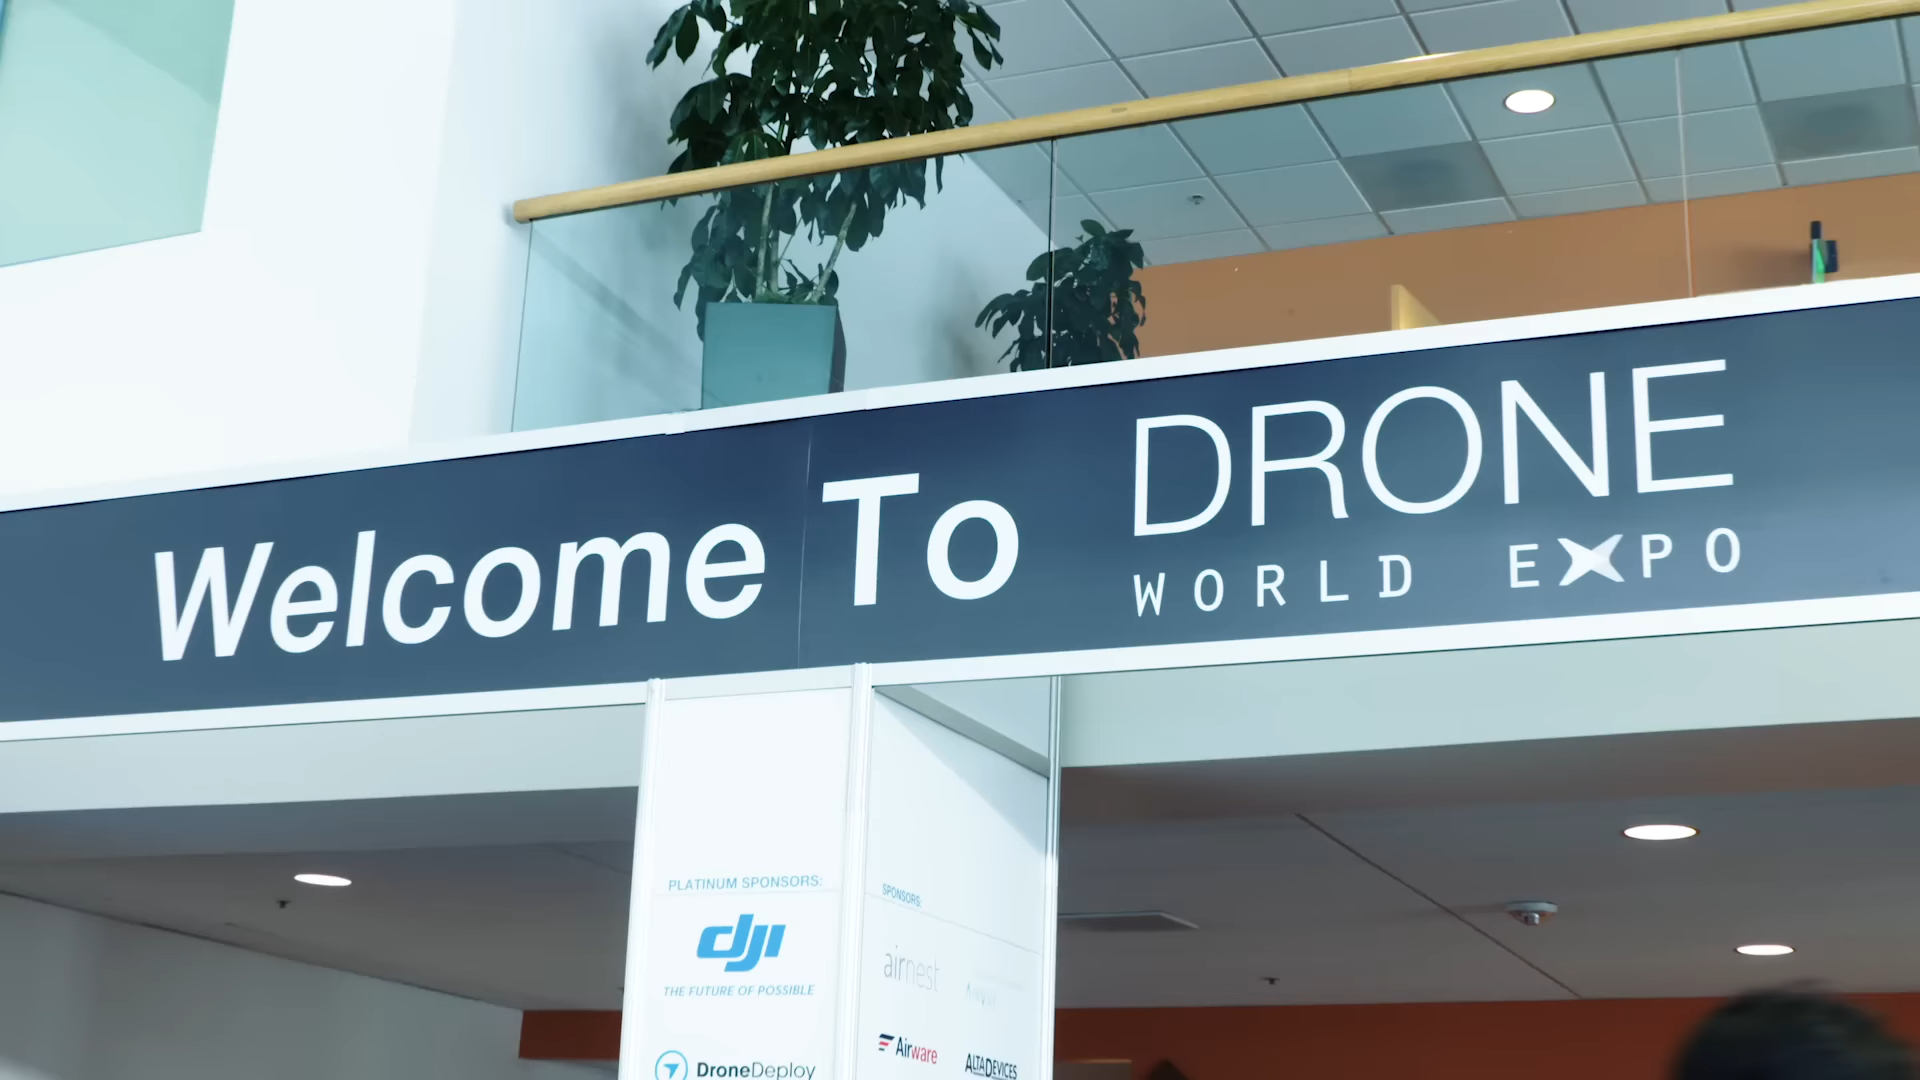 Welcome To
DRONE
WORLD EXPO
PLATINUM SPONSORS:
dji
THE FUTURE OF POSSIBLE
DroneDeploy
SPONSORS:
airnest
Airware
ALTADEVICES